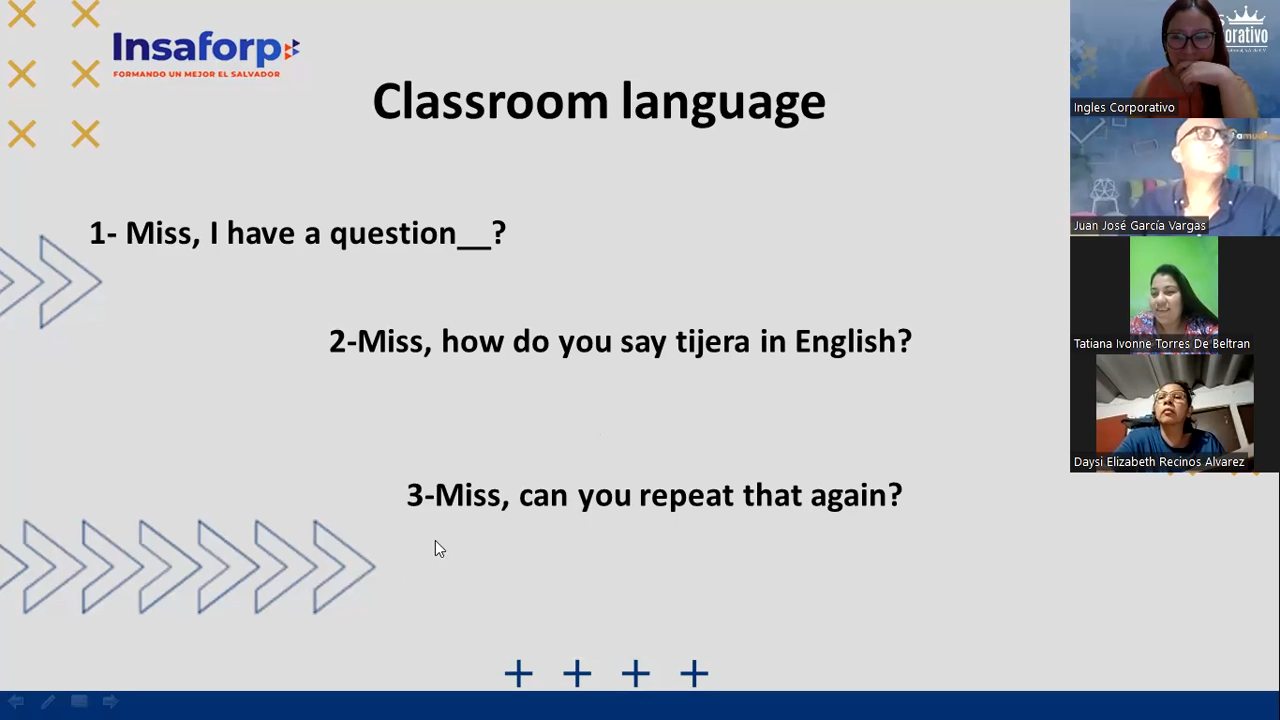 Insaforp
FORMANDO UN MEJOR EL SALVADOR
Classroom language
1- Miss, I have a question__?
2-Miss, how do you say tijera in English?
3-Miss, can you repeat that again?
orativo
Ingles Corporativo
Juan José García Vargas
Tatiana Ivonne Torres De Beltran
Daysi Elizabeth Recinos Alvarez